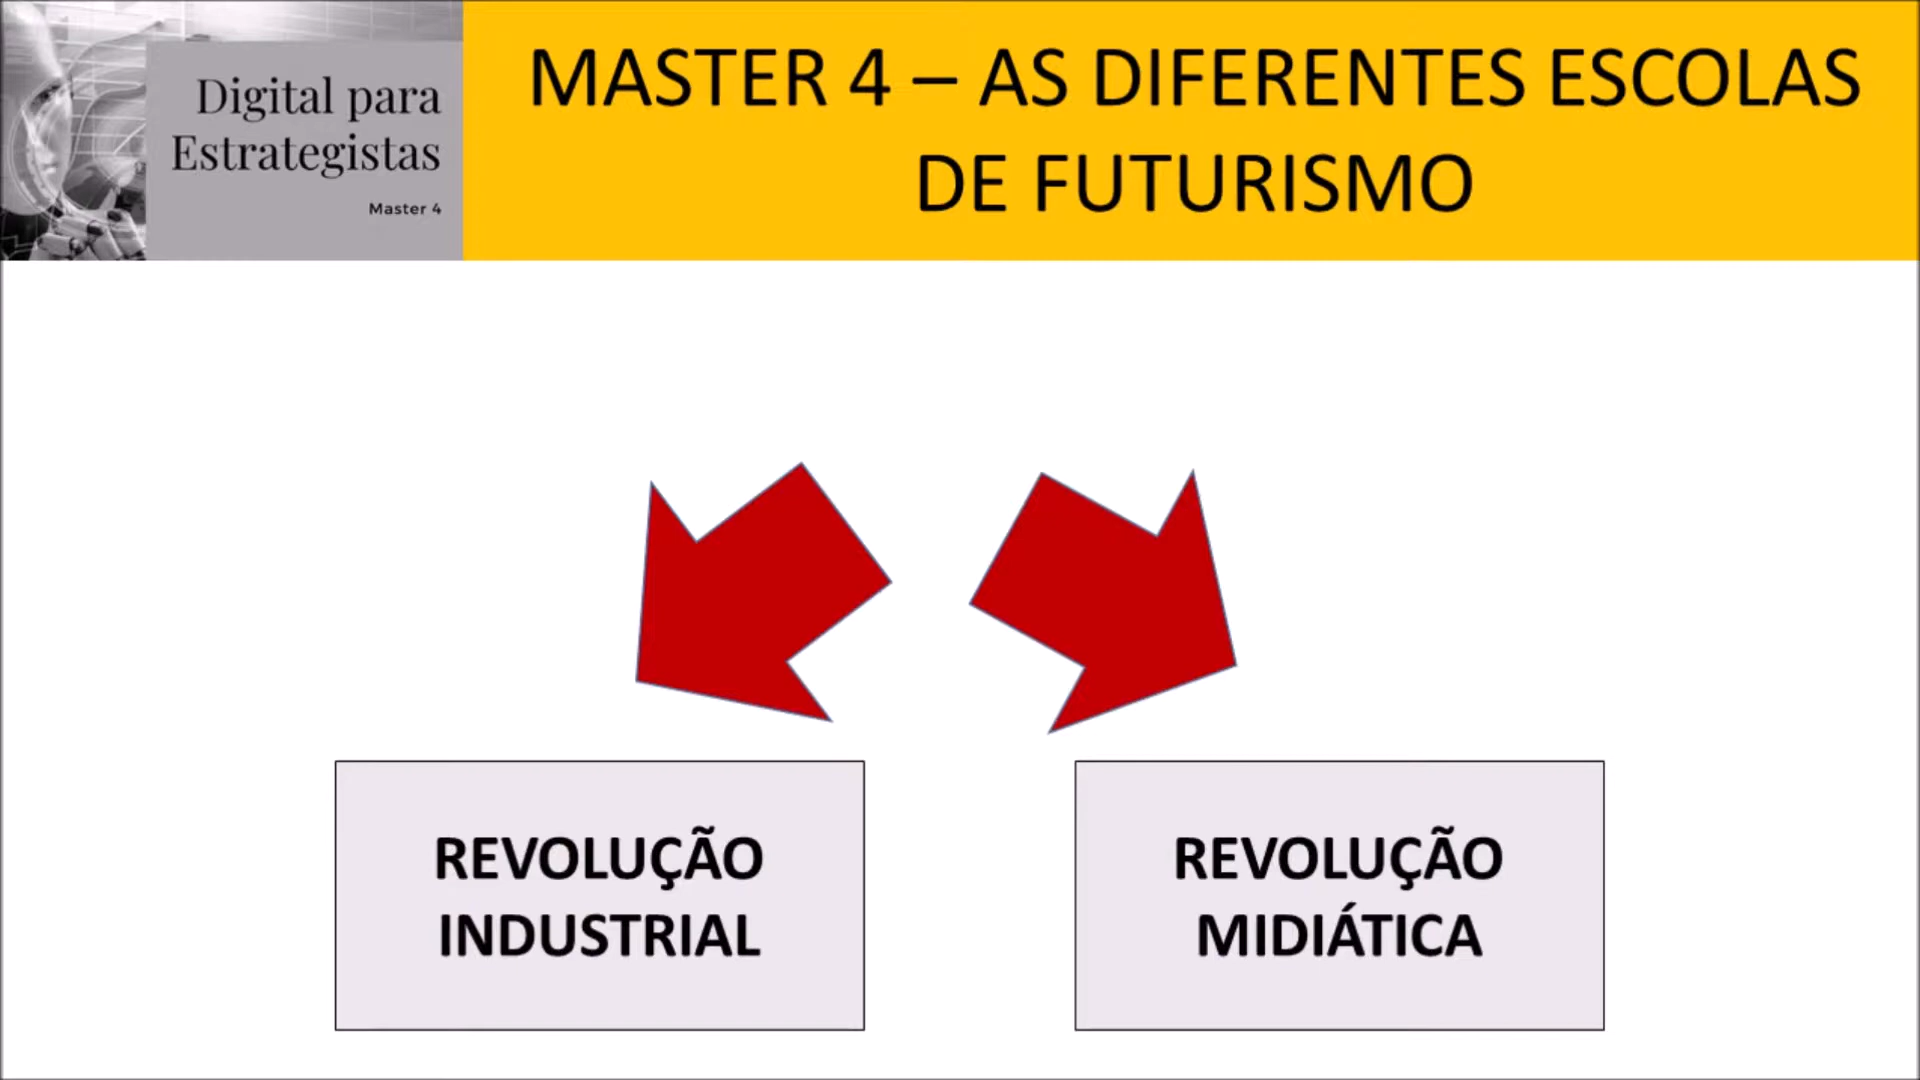 Digital para
Estrategistas
Master 4
MASTER 4 – AS DIFERENTES ESCOLAS
DE FUTURISMO
REVOLUÇÃO
INDUSTRIAL
REVOLUÇÃO
MIDIÁTICA